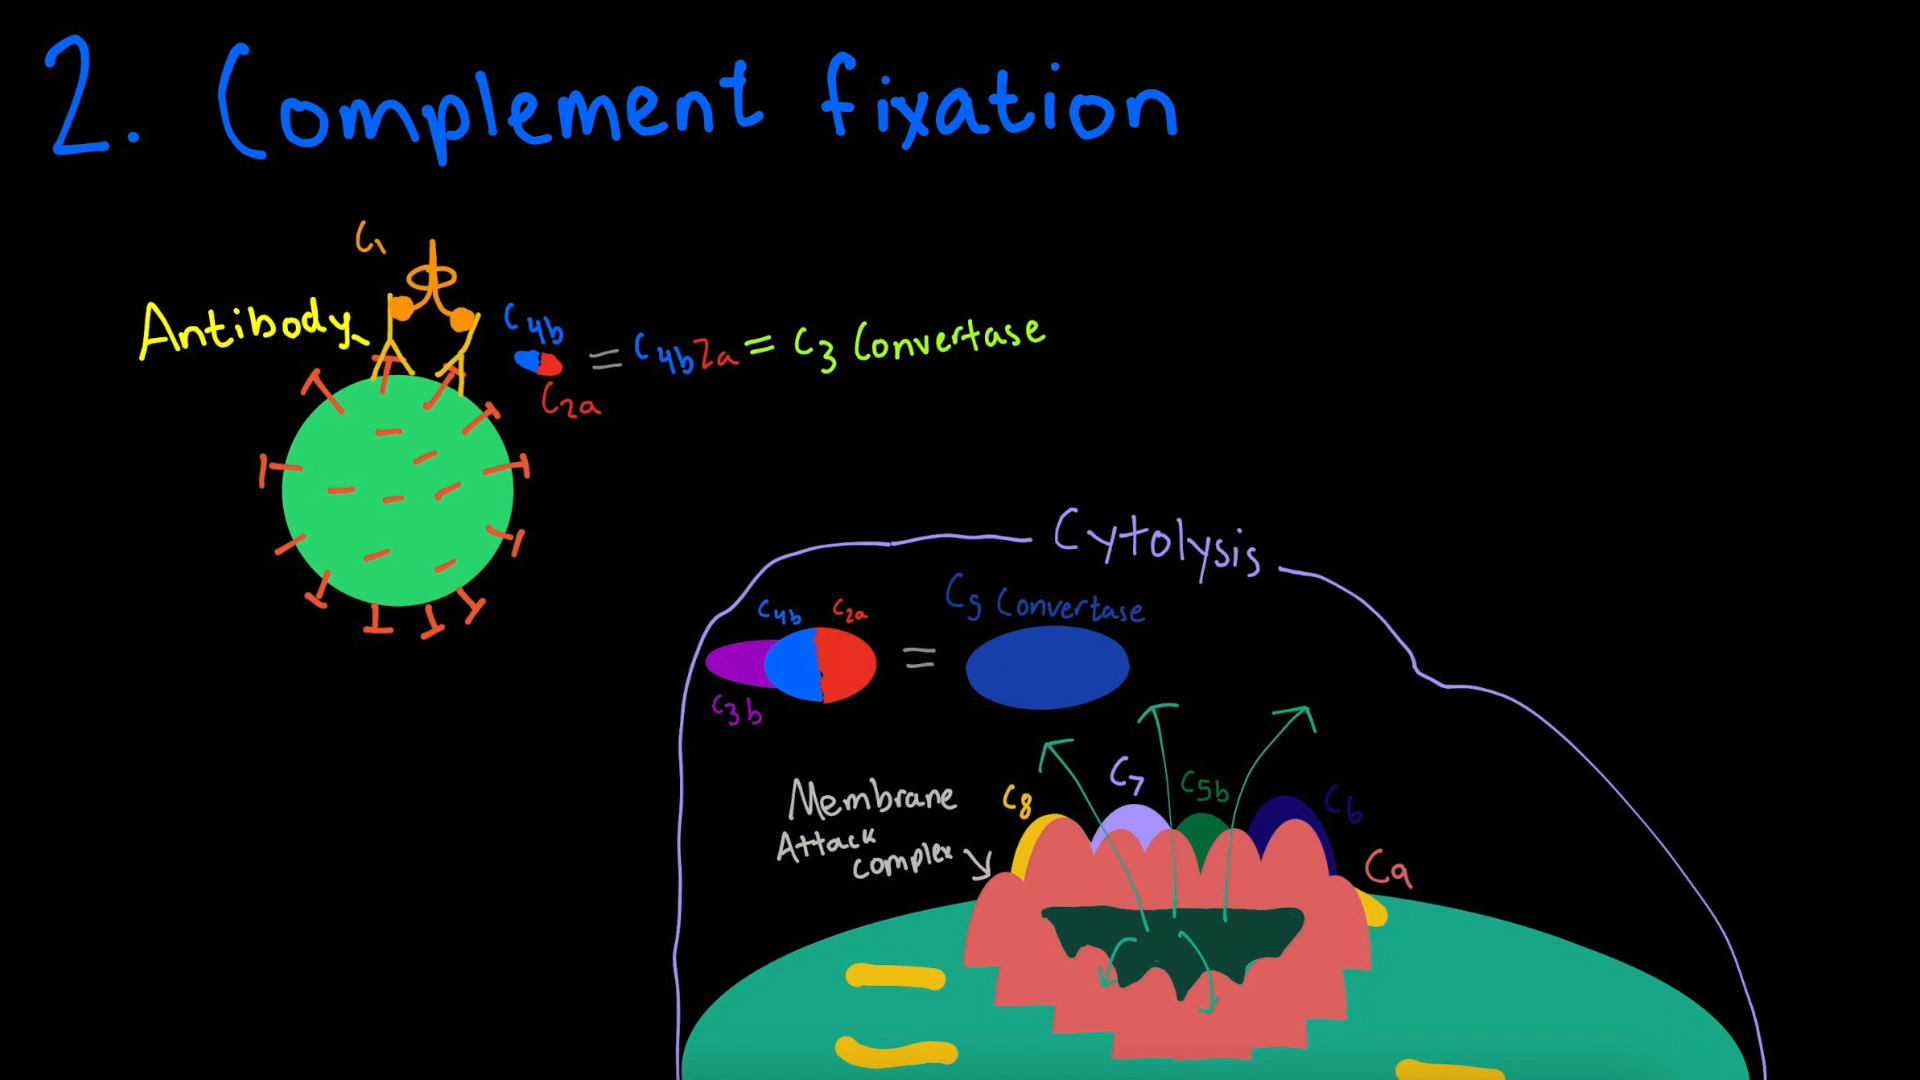 2. Complement fixation
C1
Antibody
C4b
C2a
= C4b2a = C3 Convertase
Cytolysis
C4b C2a
C3b
= C5 Convertase
Membrane
Attack
complex
C8
C7
C5b
C6
C9